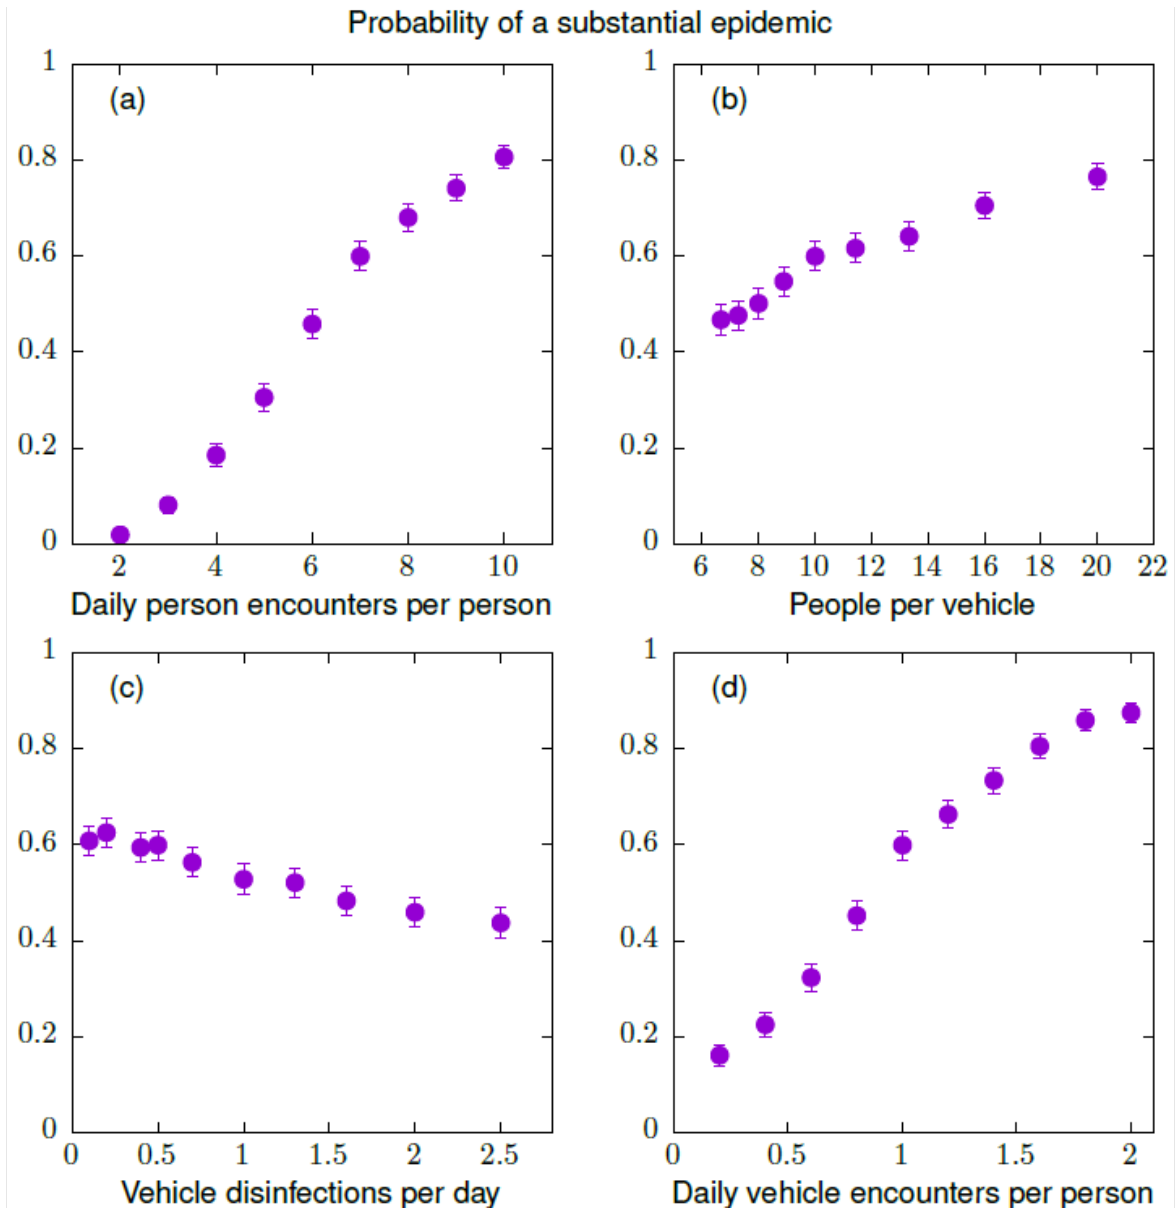 Probability of a substantial epidemic
(a)
1
0.8
0.6
0.4
0.2
0
2 4 6 8 10
Daily person encounters per person
(b)
1
0.8
0.6
0.4
0.2
0
6 8 10 12 14 16 18 20 22
People per vehicle
(c)
1
0.8
0.6
0.4
0.2
0
0 0.5 1 1.5 2 2.5
Vehicle disinfections per day
(d)
1
0.8
0.6
0.4
0.2
0
0 0.5 1 1.5 2
Daily vehicle encounters per person